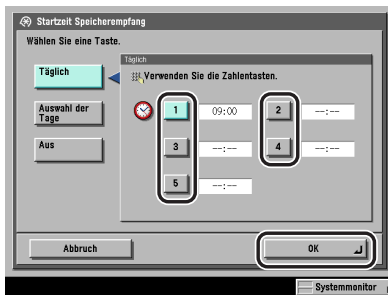 Startzeit Speicherempfang
Wählen Sie eine Taste.
Täglich
Täglich
Verwenden Sie die Zahlentasten.
Auswahl der
Tage
Aus
1 09:00 2 --:--
3 --:-- 4 --:--
5 --:--
Abbruch
OK
Systemmonitor